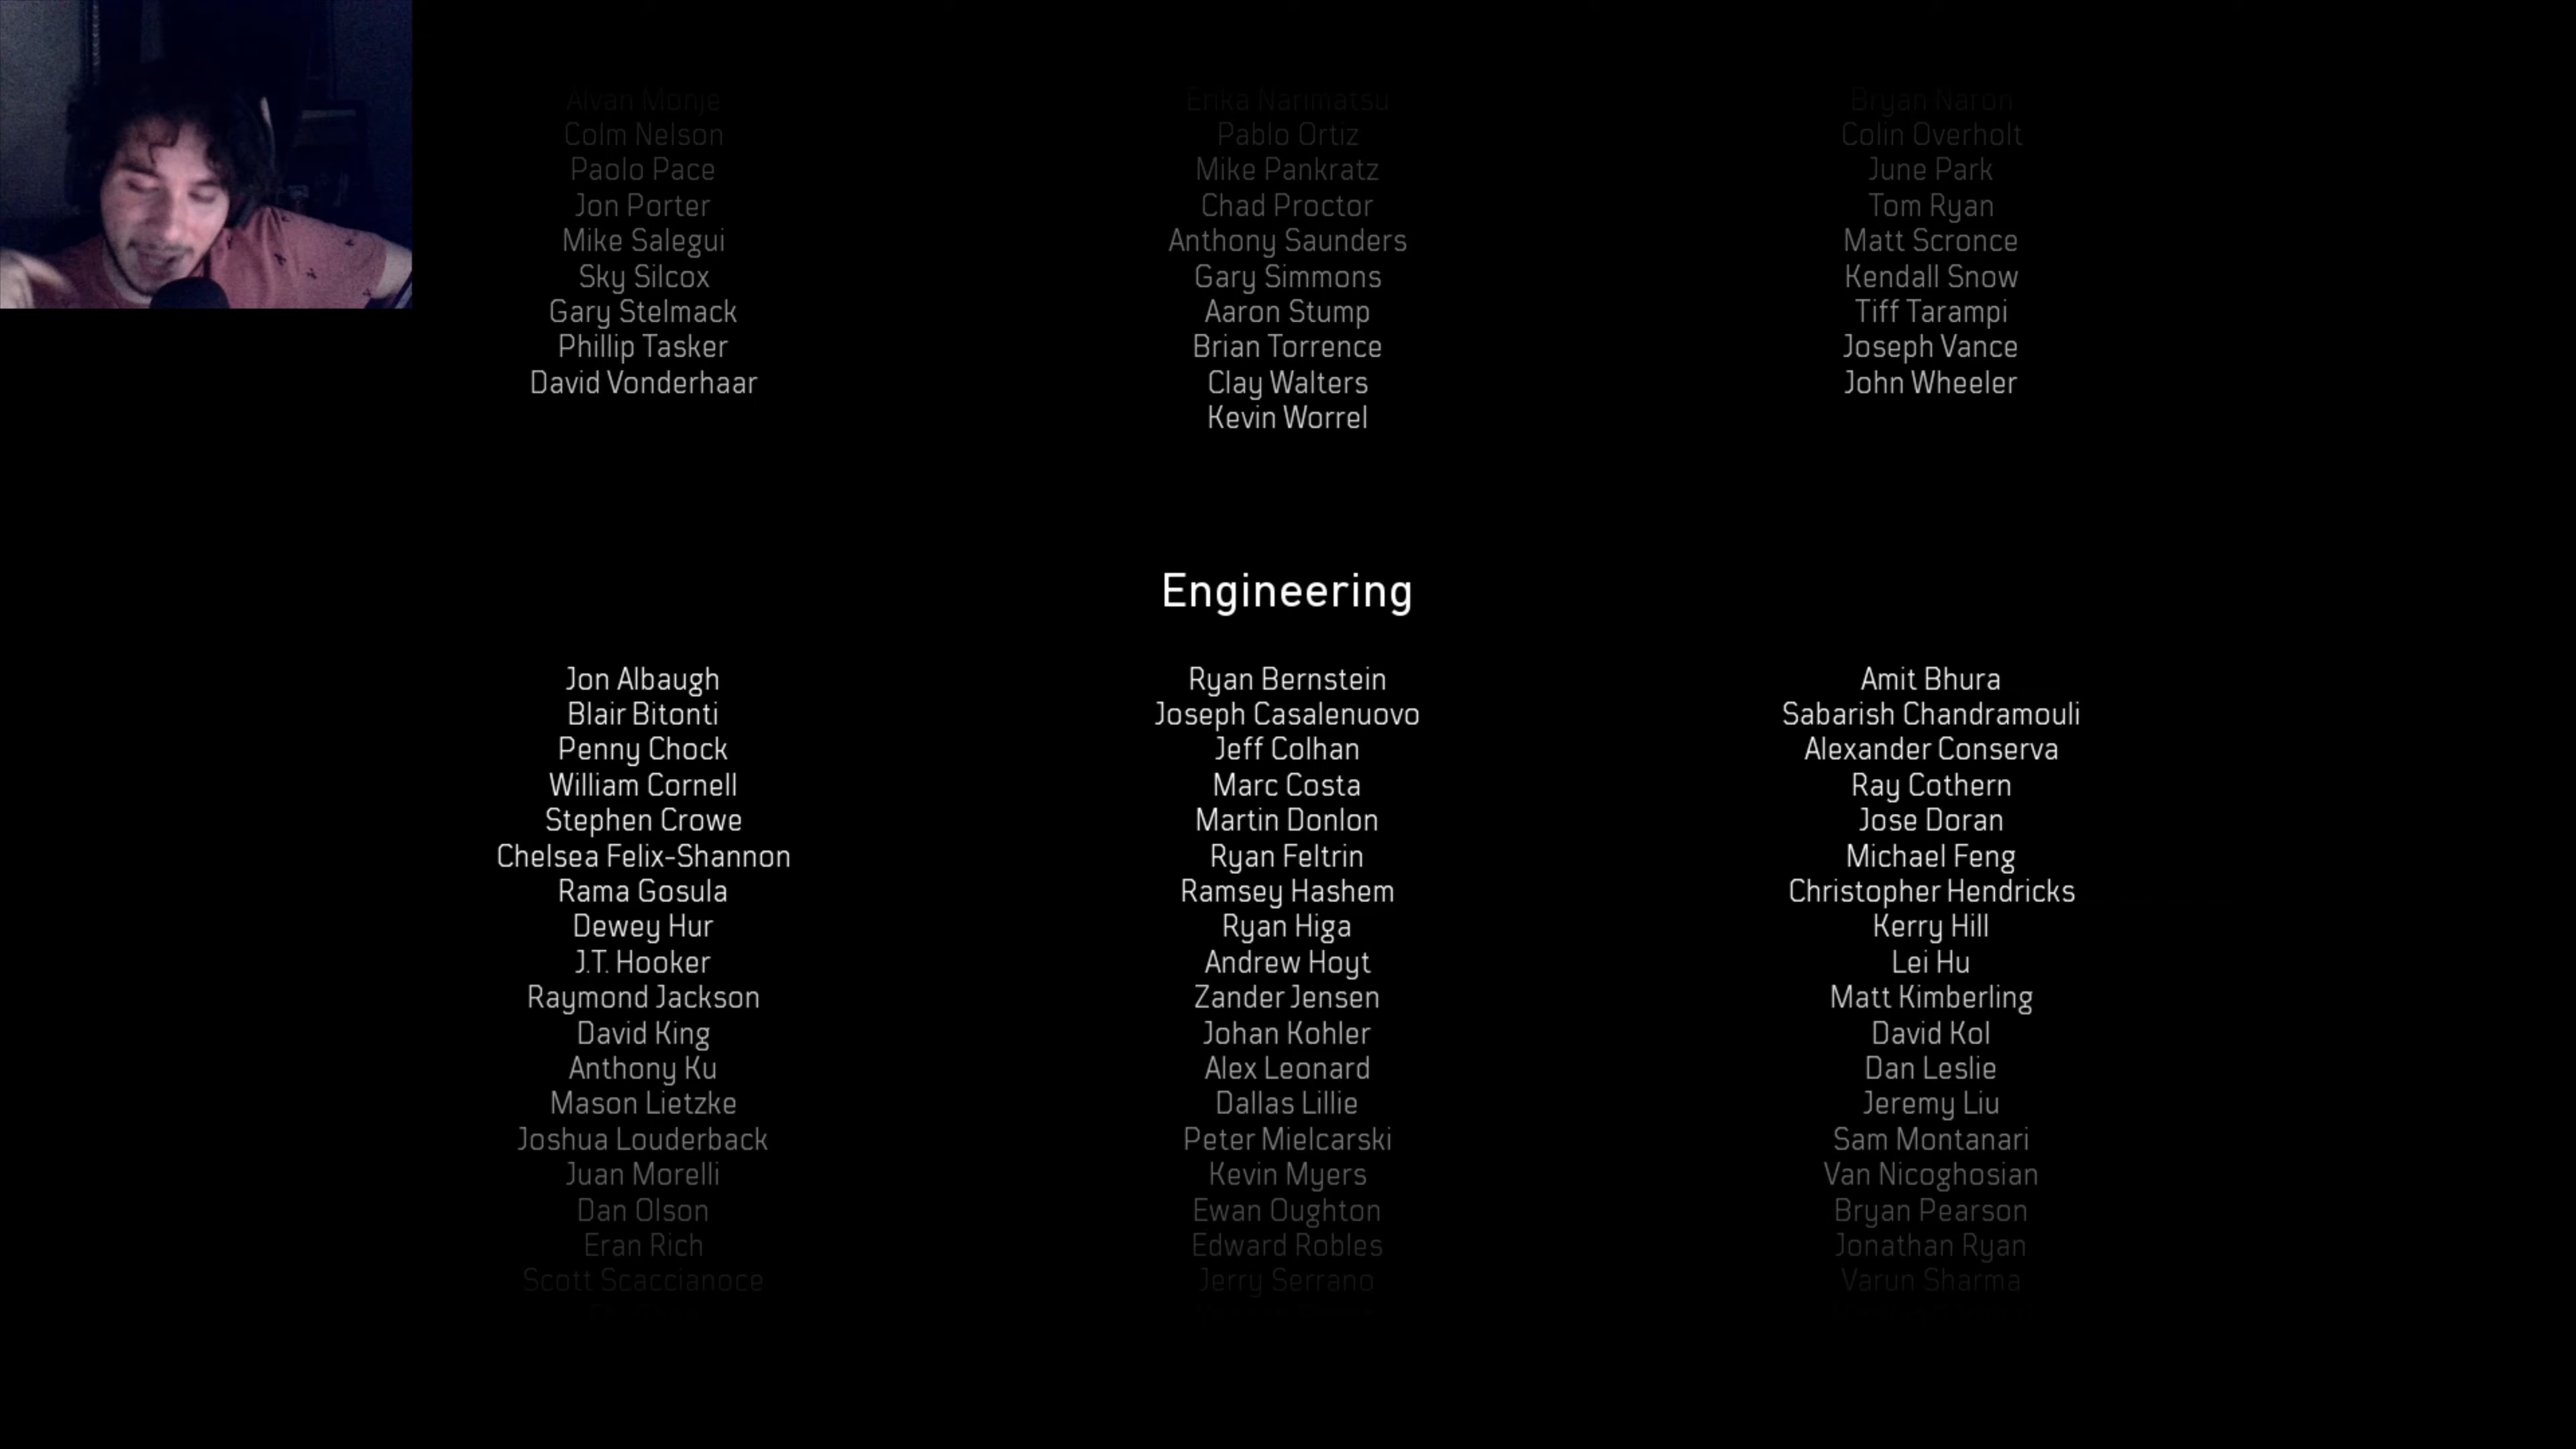 Alvan Monje Erika Narimatsu Bryan Naron
Colm Nelson Pablo Ortiz Colin Overholt
Paolo Pace Mike Pankratz June Park
Jon Porter Chad Proctor Tom Ryan
Mike Salegui Anthony Saunders Matt Scronce
Sky Silcox Gary Simmons Kendall Snow
Gary Stelmack Aaron Stump Tiff Tarampi
Phillip Tasker Brian Torrence Joseph Vance
David Vonderhaar Clay Walters John Wheeler
Kevin Worrel
Engineering
Jon Albaugh Ryan Bernstein Amit Bhura
Blair Bitonti Joseph Casalenuovo Sabarish Chandramouli
Penny Chock Jeff Colhan Alexander Conserva
William Cornell Marc Costa Ray Cothern
Stephen Crowe Martin Donlon Jose Doran
Chelsea Felix-Shannon Ryan Feltrin Michael Feng
Rama Gosula Ramsey Hashem Christopher Hendricks
Dewey Hur Ryan Higa Kerry Hill
J.T. Hooker Andrew Hoyt Lei Hu
Raymond Jackson Zander Jensen Matt Kimberling
David King Johan Kohler David Kol
Anthony Ku Alex Leonard Dan Leslie
Mason Lietzke Dallas Lillie Jeremy Liu
Joshua Louderback Peter Mielcarski Sam Montanari
Juan Morelli Kevin Myers Van Nicoghosian
Dan Olson Ewan Oughton Bryan Pearson
Eran Rich Edward Robles Jonathan Ryan
Scott Scaccianoce Jerry Serrano Varun Sharma